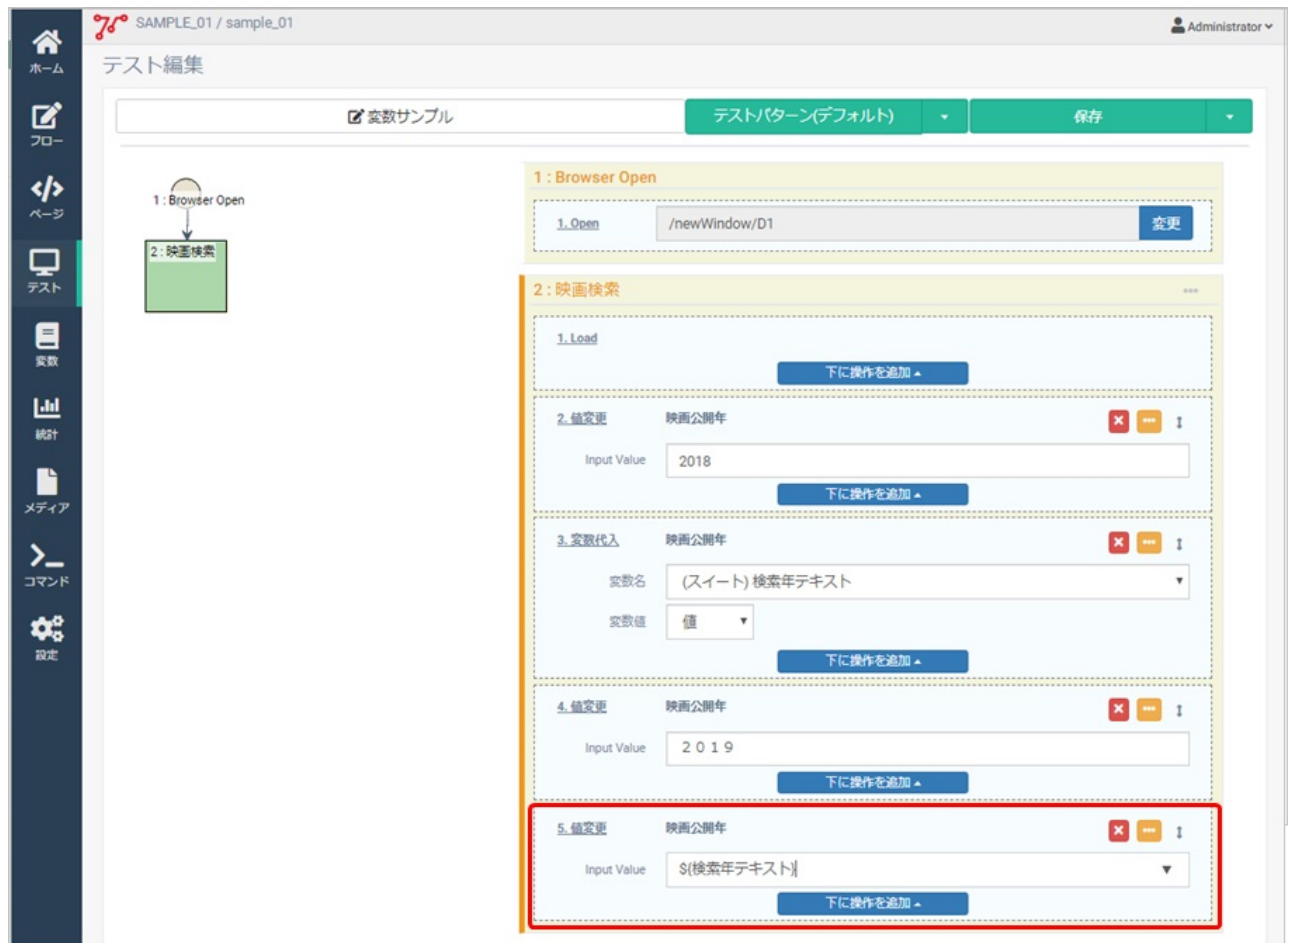 SAMPLE_01 / sample_01
Administrator
テスト編集
ホーム
フロー
ページ
テスト
変数
統計
メディア
コマンド
設定
変数サンプル
テストパターン(デフォルト)
保存
1 : Browser Open
2 : 映画検索
1 : Browser Open
1. Open /newWindow/D1 変更
2 : 映画検索
1. Load
下に操作を追加
2. 値変更 映画公開年
Input Value 2018
下に操作を追加
3. 変数代入 映画公開年
変数名 (スイート) 検索年テキスト
変数値 値
下に操作を追加
4. 値変更 映画公開年
Input Value ２０１９
下に操作を追加
5. 値変更 映画公開年
Input Value ${検索年テキスト}
下に操作を追加